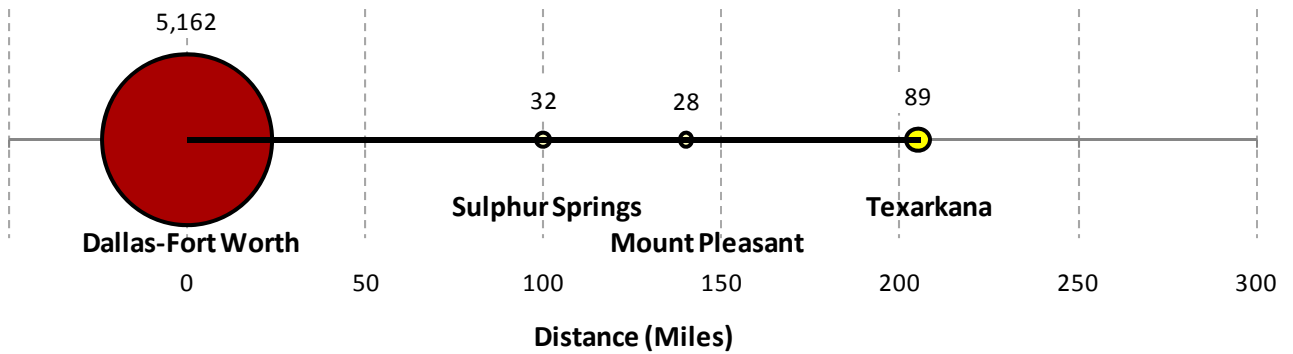 5,162
32
28
89
Sulphur Springs
Texarkana
Dallas-Fort Worth
Mount Pleasant
0
50
100
150
200
250
300
Distance (Miles)